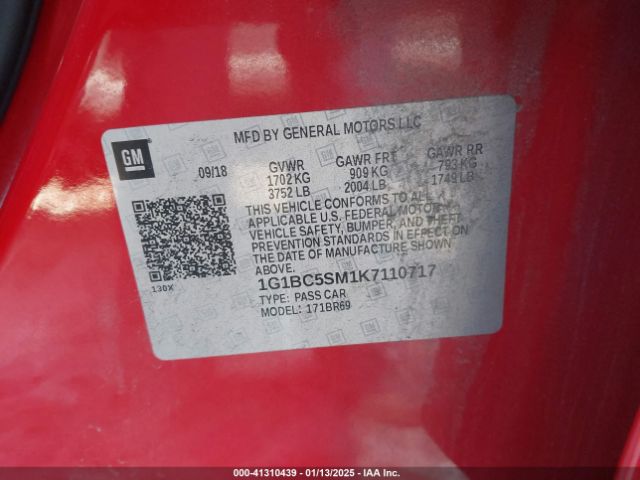 GM
MFD BY GENERAL MOTORS LLC
09/18 GVWR GAWR FRT GAWR RR
1702 KG 909 KG 793 KG
3752 LB 2004 LB 1749 LB
THIS VEHICLE CONFORMS TO ALL
APPLICABLE U.S. FEDERAL MOTOR
VEHICLE SAFETY, BUMPER, AND THEFT
PREVENTION STANDARDS IN EFFECT ON
THE DATE OF MANUFACTURE SHOWN
ABOVE.
130X
1G1BC5SM1K7110717
TYPE: PASS CAR
MODEL: 171BR69
000-41310439 - 01/13/2025 - IAA Inc.